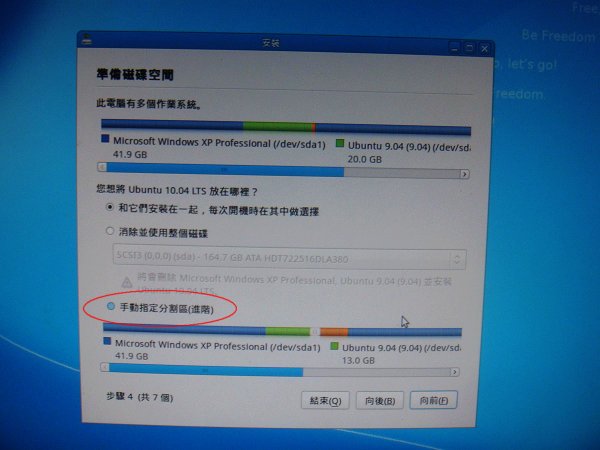 Free
Be Freedom
o, let's go!
reedom.
安裝
準備磁碟空間
此電腦有多個作業系統。
Microsoft Windows XP Professional (/dev/sda1)
41.9 GB
Ubuntu 9.04 (9.04) (/dev/sda
20.0 GB
您想將 Ubuntu 10.04 LTS 放在哪裡？
和它們安裝在一起，每次開機時在其中做選擇
消除並使用整個磁碟
SCSI3 (0,0,0) (sda) - 164.7 GB ATA HDT722516DLA380
將會刪除 Microsoft Windows XP Professional, Ubuntu 9.04 (9.04) 並安裝
Ubuntu 10.04 LTS.
手動指定分割區(進階)
Microsoft Windows XP Professional (/dev/sda1)
41.9 GB
Ubuntu 9.04 (9.04) (/dev/sda
13.0 GB
步驟 4 (共 7 個)
結束(Q)
向後(B)
向前(F)